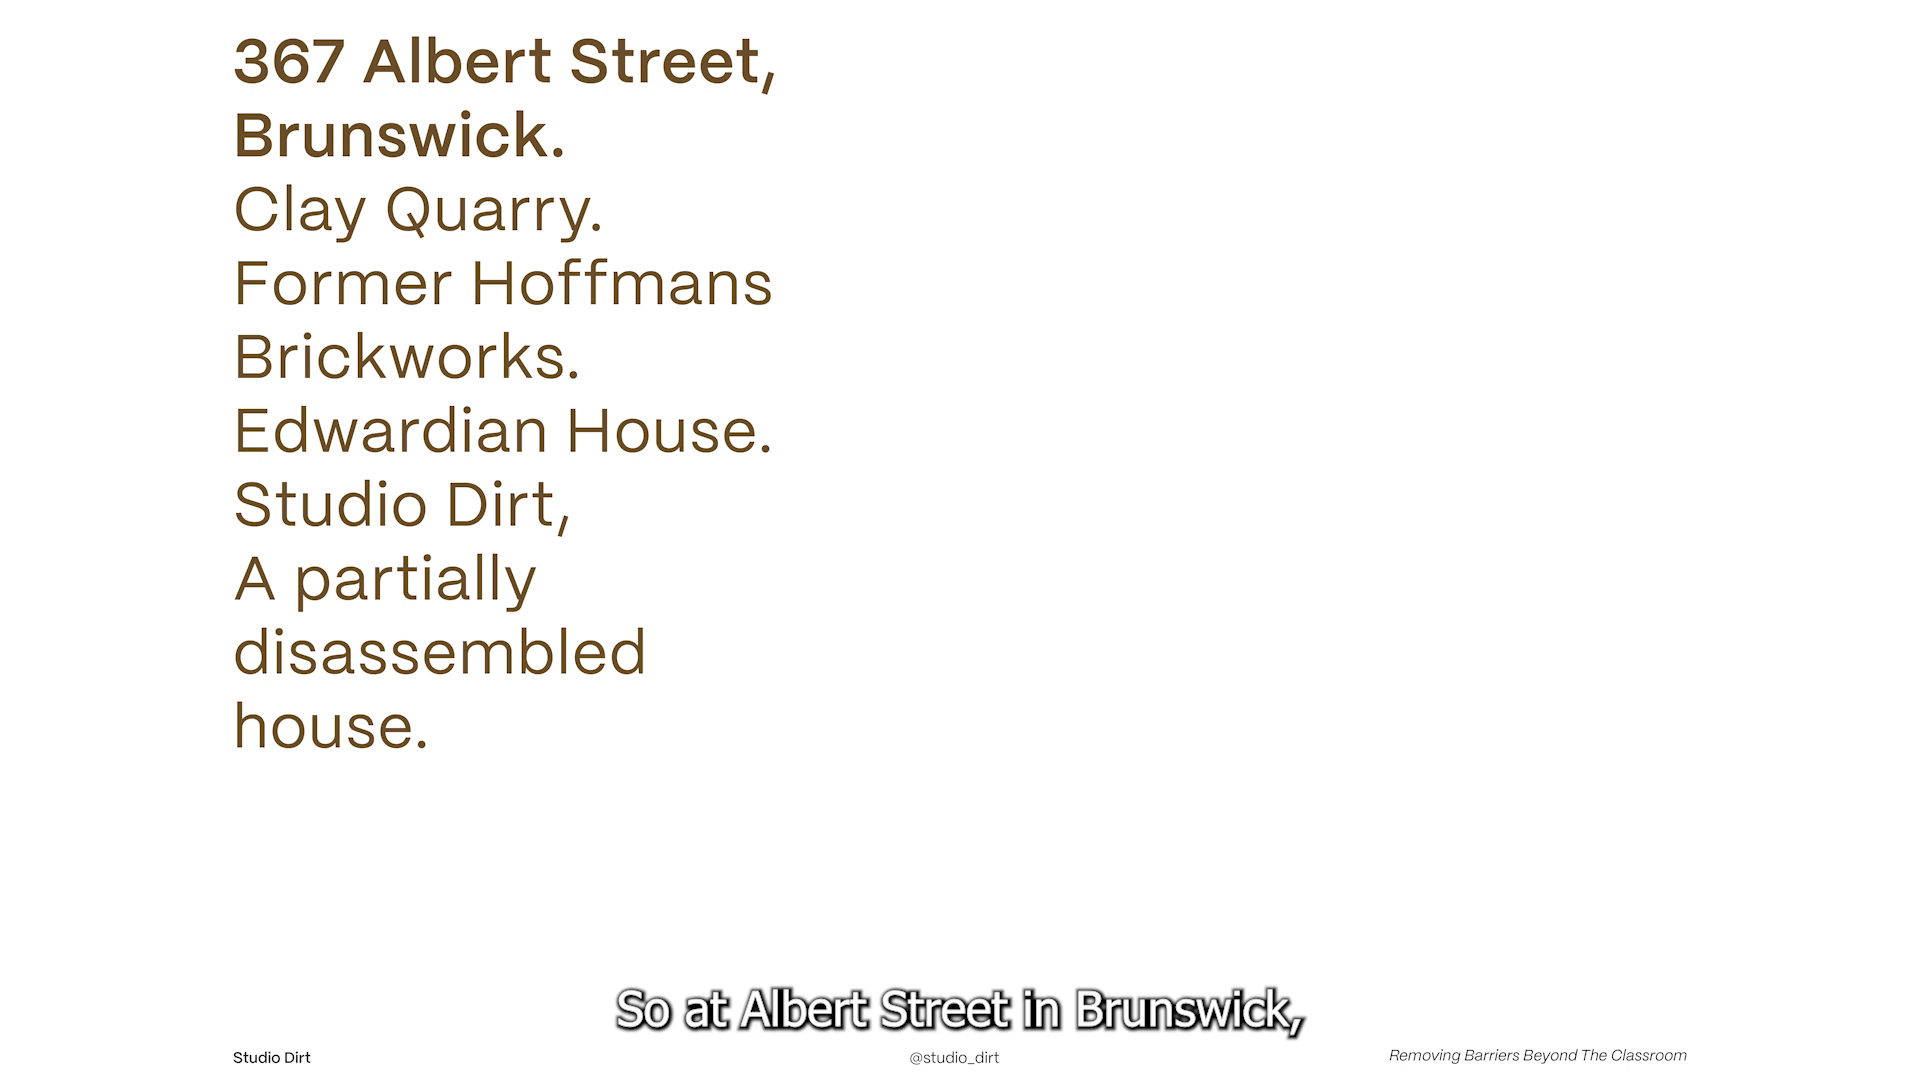 367 Albert Street,
Brunswick.
Clay Quarry.
Former Hoffmans
Brickworks.
Edwardian House.
Studio Dirt,
A partially
disassembled
house.
So at Albert Street in Brunswick,
Studio Dirt
@studio_dirt
Removing Barriers Beyond The Classroom